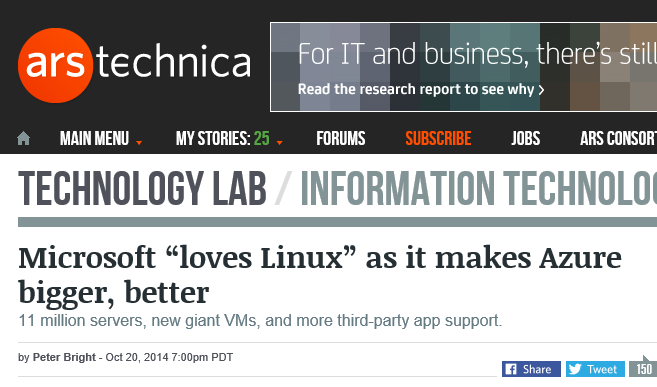 ars technica
For IT and business, there's still
Read the research report to see why >
MAIN MENU
MY STORIES: 25
FORUMS
SUBSCRIBE
JOBS
ARS CONSORT
TECHNOLOGY LAB / INFORMATION TECHNOLO
Microsoft “loves Linux” as it makes Azure
bigger, better
11 million servers, new giant VMs, and more third-party app support.
by Peter Bright - Oct 20, 2014 7:00pm PDT
Share
Tweet
150